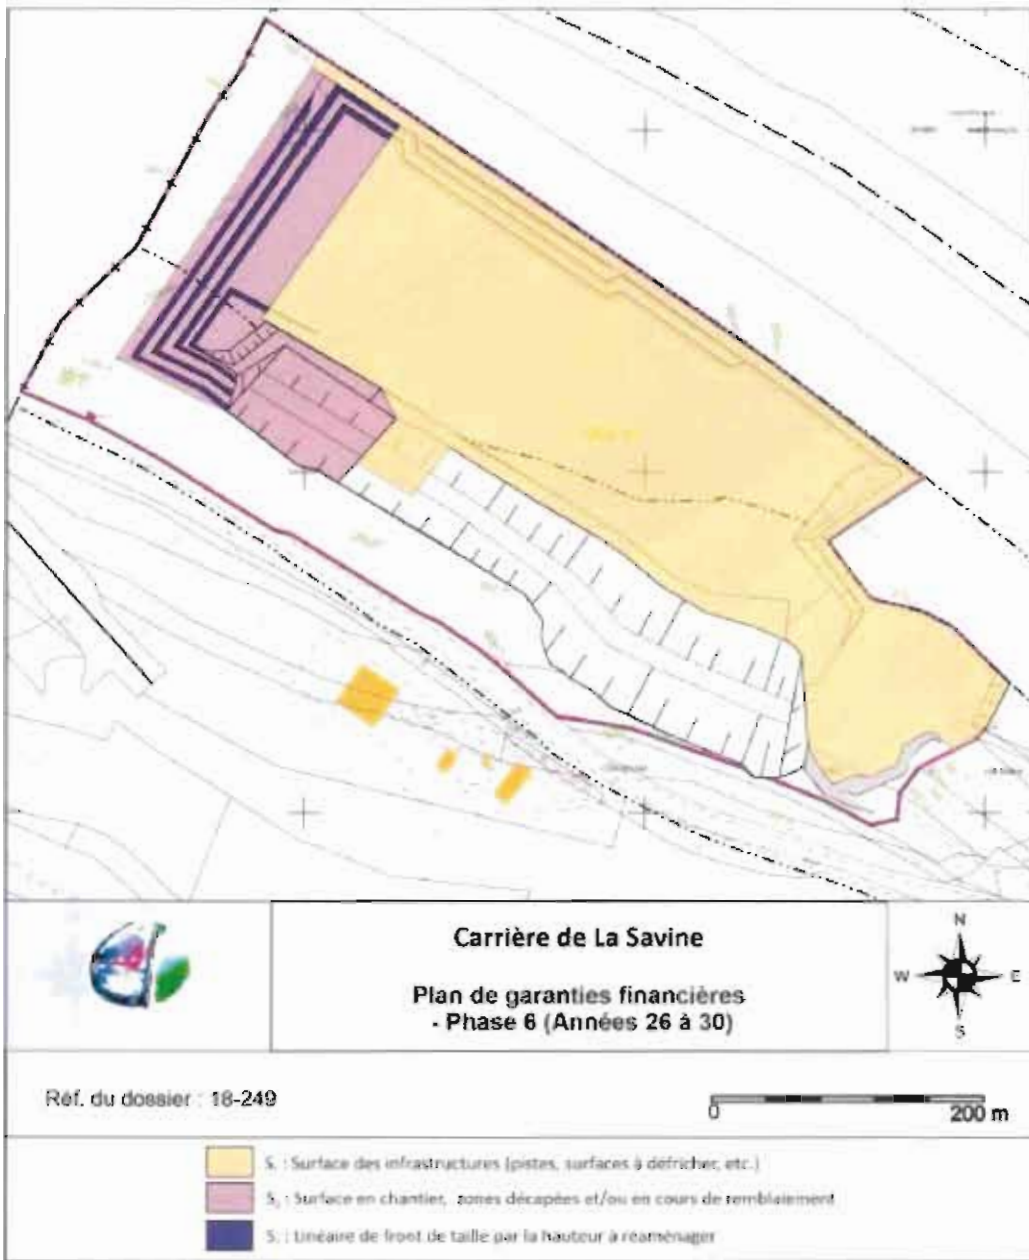 Carrière de La Savine
Plan de garanties financières
- Phase 6 (Années 26 à 30)
N
W
E
S
Réf. du dossier : 18-249
0
200 m
: Surface des infrastructures (pistes, surfaces à défricher, etc.)
: Surface en chantier, zones décapées et/ou en cours de remblaiement
: Linéaire de front de taille par la hauteur à réaménager